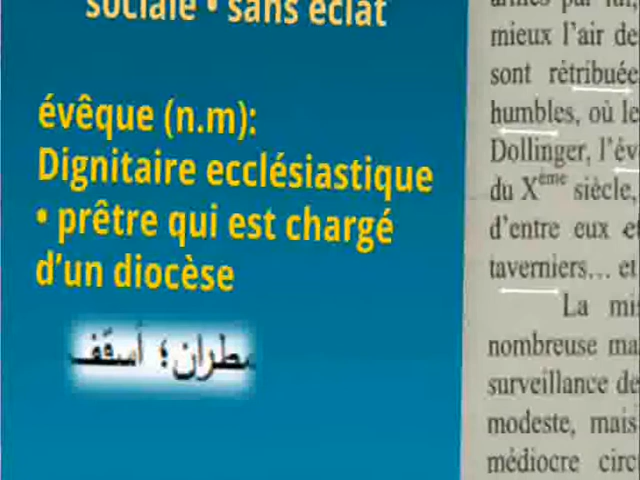 sociale • sans éclat
évêque (n.m):
Dignitaire ecclésiastique
• prêtre qui est chargé
d'un diocèse
مطران؛ أسقف
mieux l'air de
sont rétribuée
humbles, où le
Dollinger, l'év
du Xème siècle,
d'entre eux et
taverniers... et
La mi
nombreuse ma
surveillance de
modeste, mais
médiocre circ